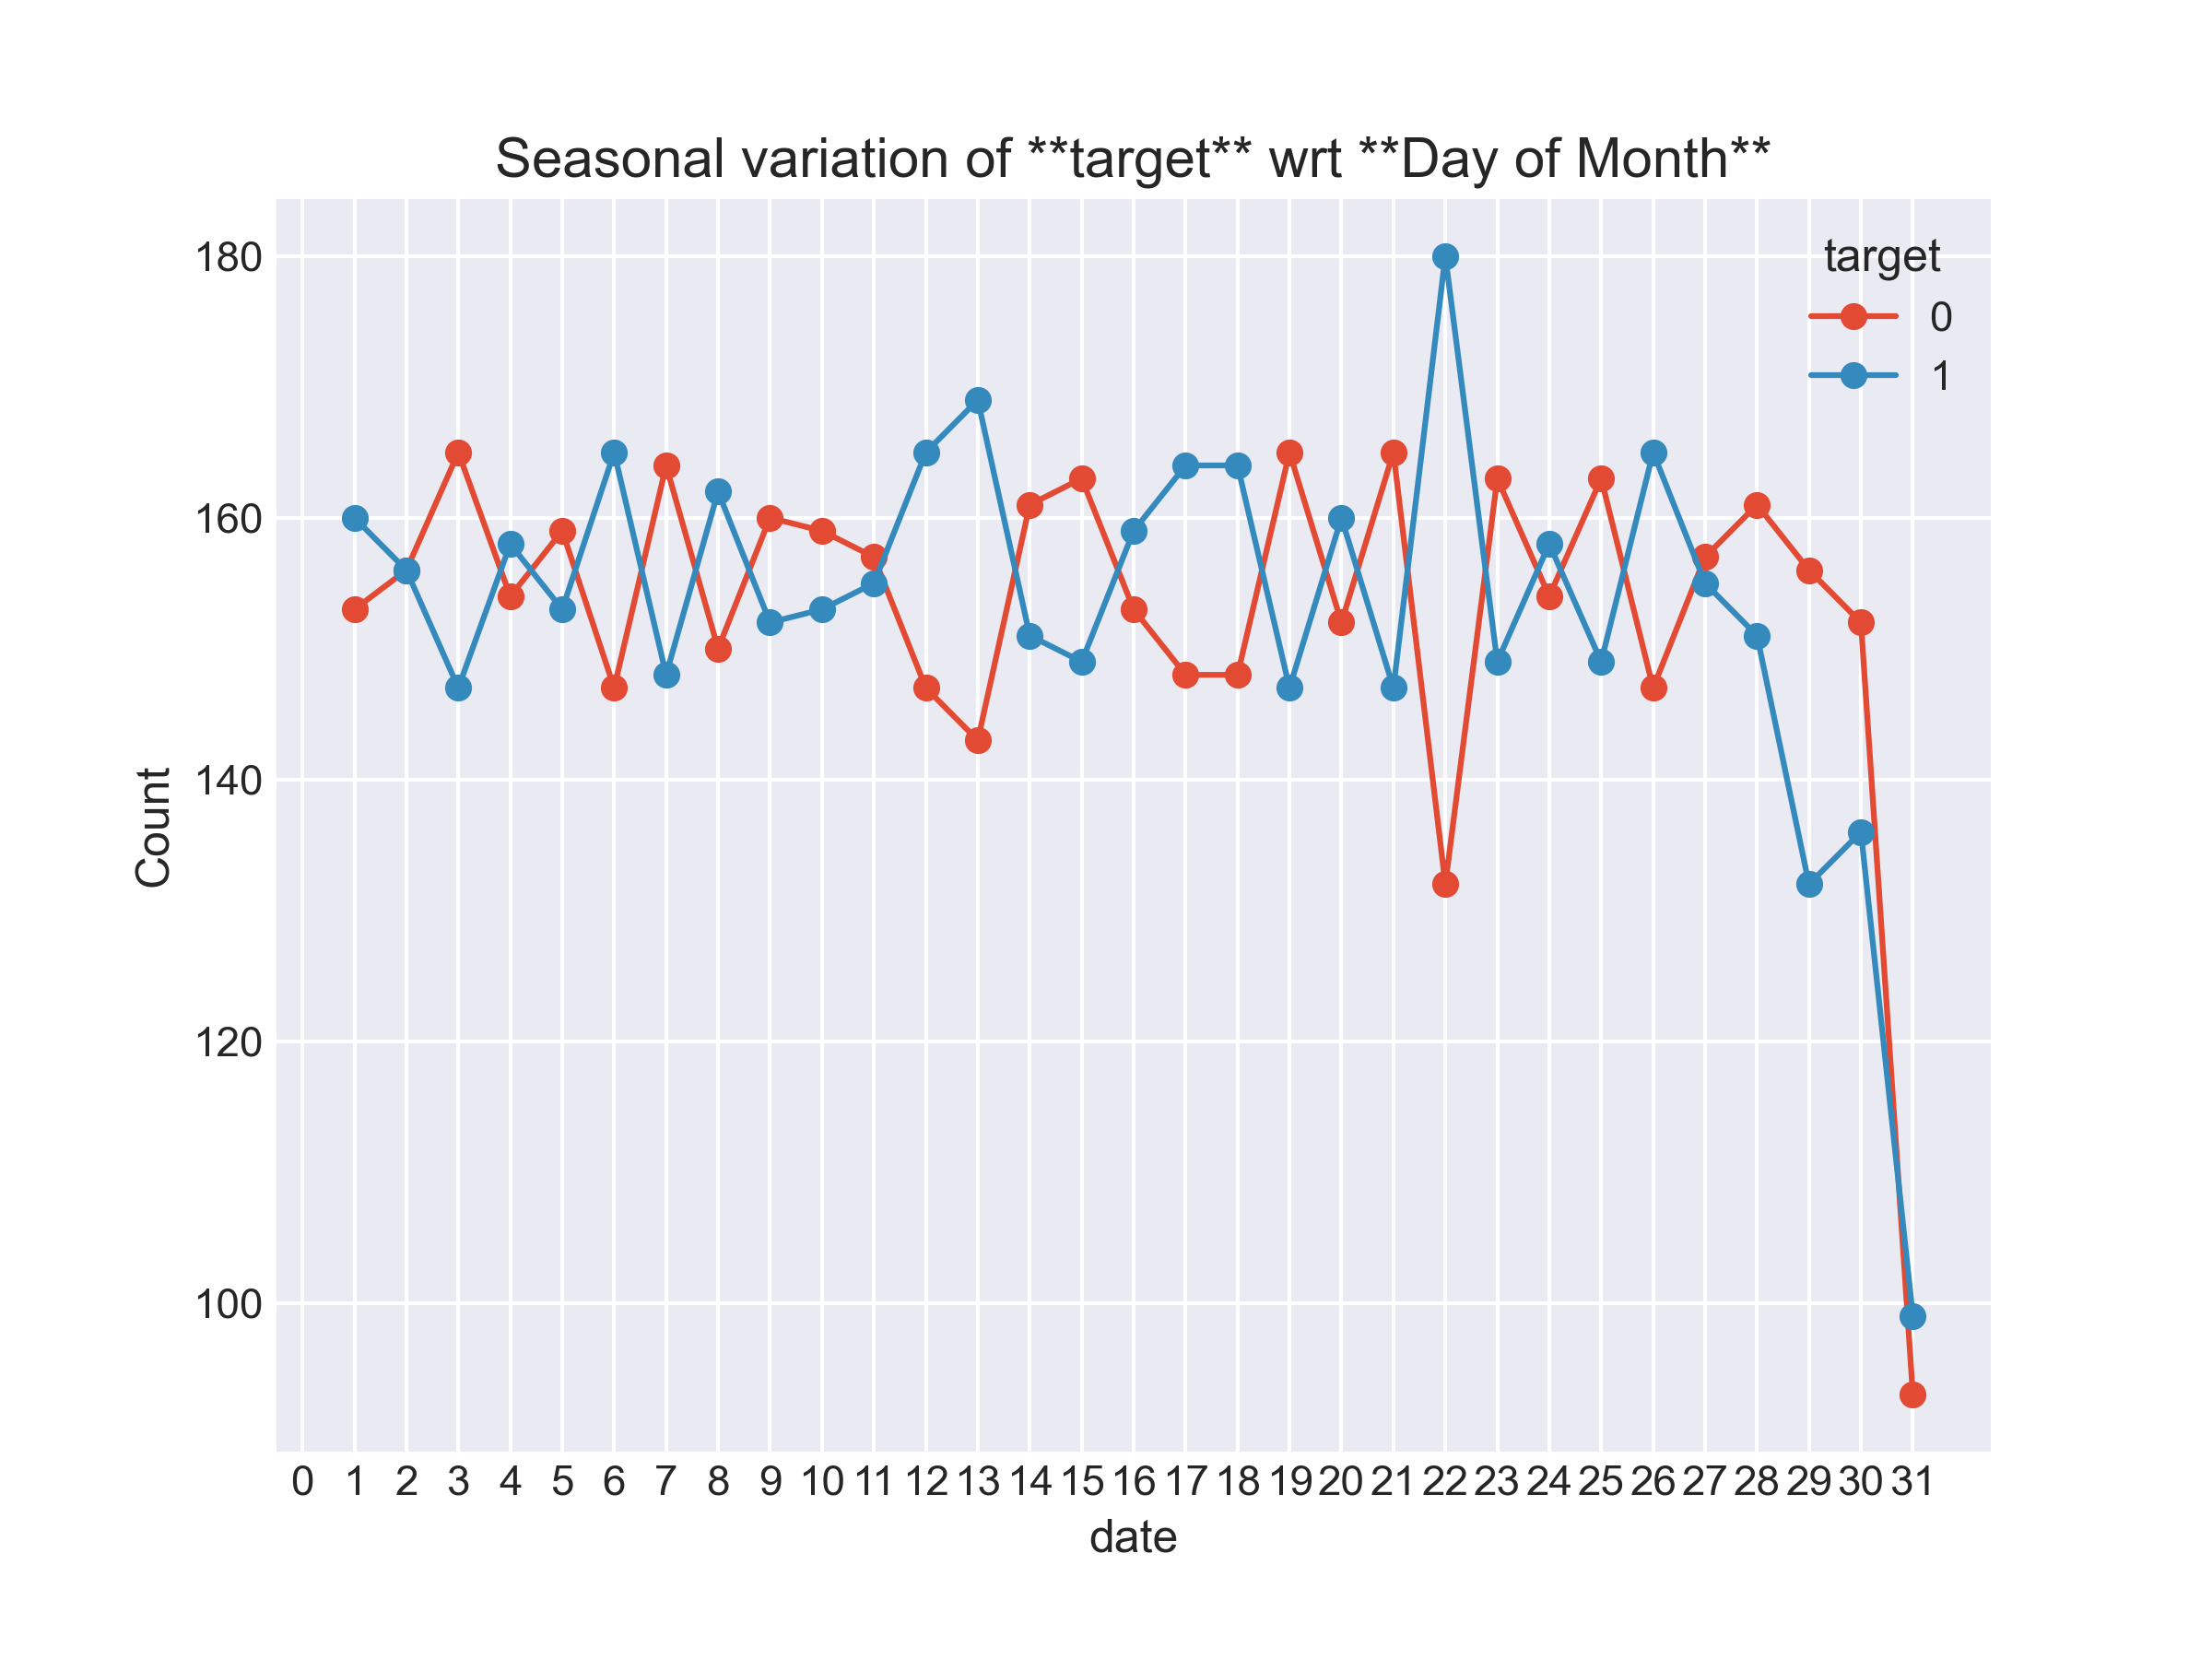 Seasonal variation of **target** wrt **Day of Month**
target
0
1
180
160
140
120
100
Count
0 1 2 3 4 5 6 7 8 9 10 11 12 13 14 15 16 17 18 19 20 21 22 23 24 25 26 27 28 29 30 31
date